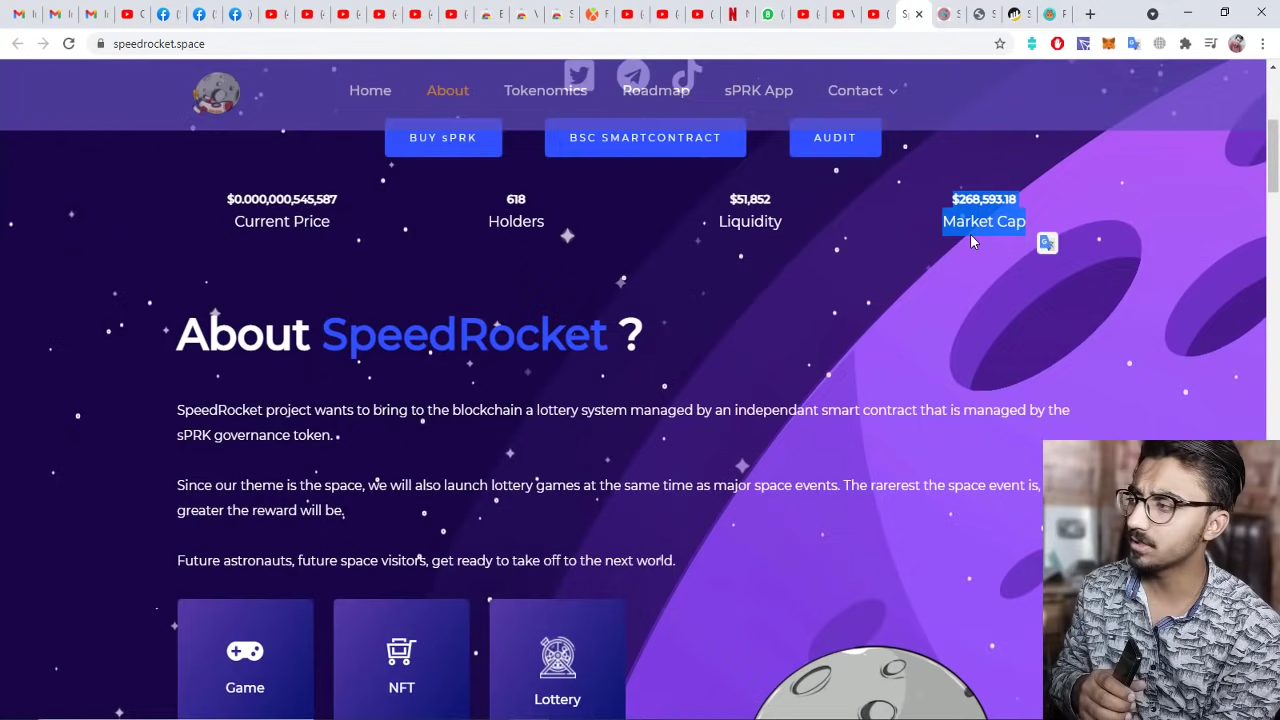 speedrocket.space
Home About Tokenomics Roadmap sPRK App Contact
BUY sPRK BSC SMARTCONTRACT AUDIT
$0.000,000,545,587 618 $51,852 $268,593.18
Current Price Holders Liquidity Market Cap
About SpeedRocket ?
SpeedRocket project wants to bring to the blockchain a lottery system managed by an independant smart contract that is managed by the
sPRK governance token.
Since our theme is the space, we will also launch lottery games at the same time as major space events. The rarerest the space event is,
greater the reward will be.
Future astronauts, future space visitors, get ready to take off to the next world.
Game NFT Lottery